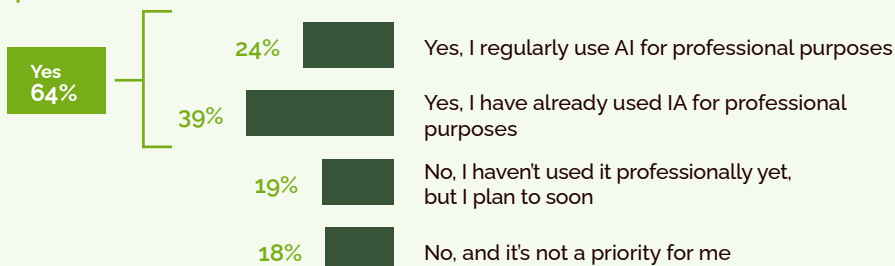 Yes
64%
24%
Yes, I regularly use AI for professional purposes
39%
Yes, I have already used IA for professional
purposes
19%
No, I haven't used it professionally yet,
but I plan to soon
18%
No, and it's not a priority for me